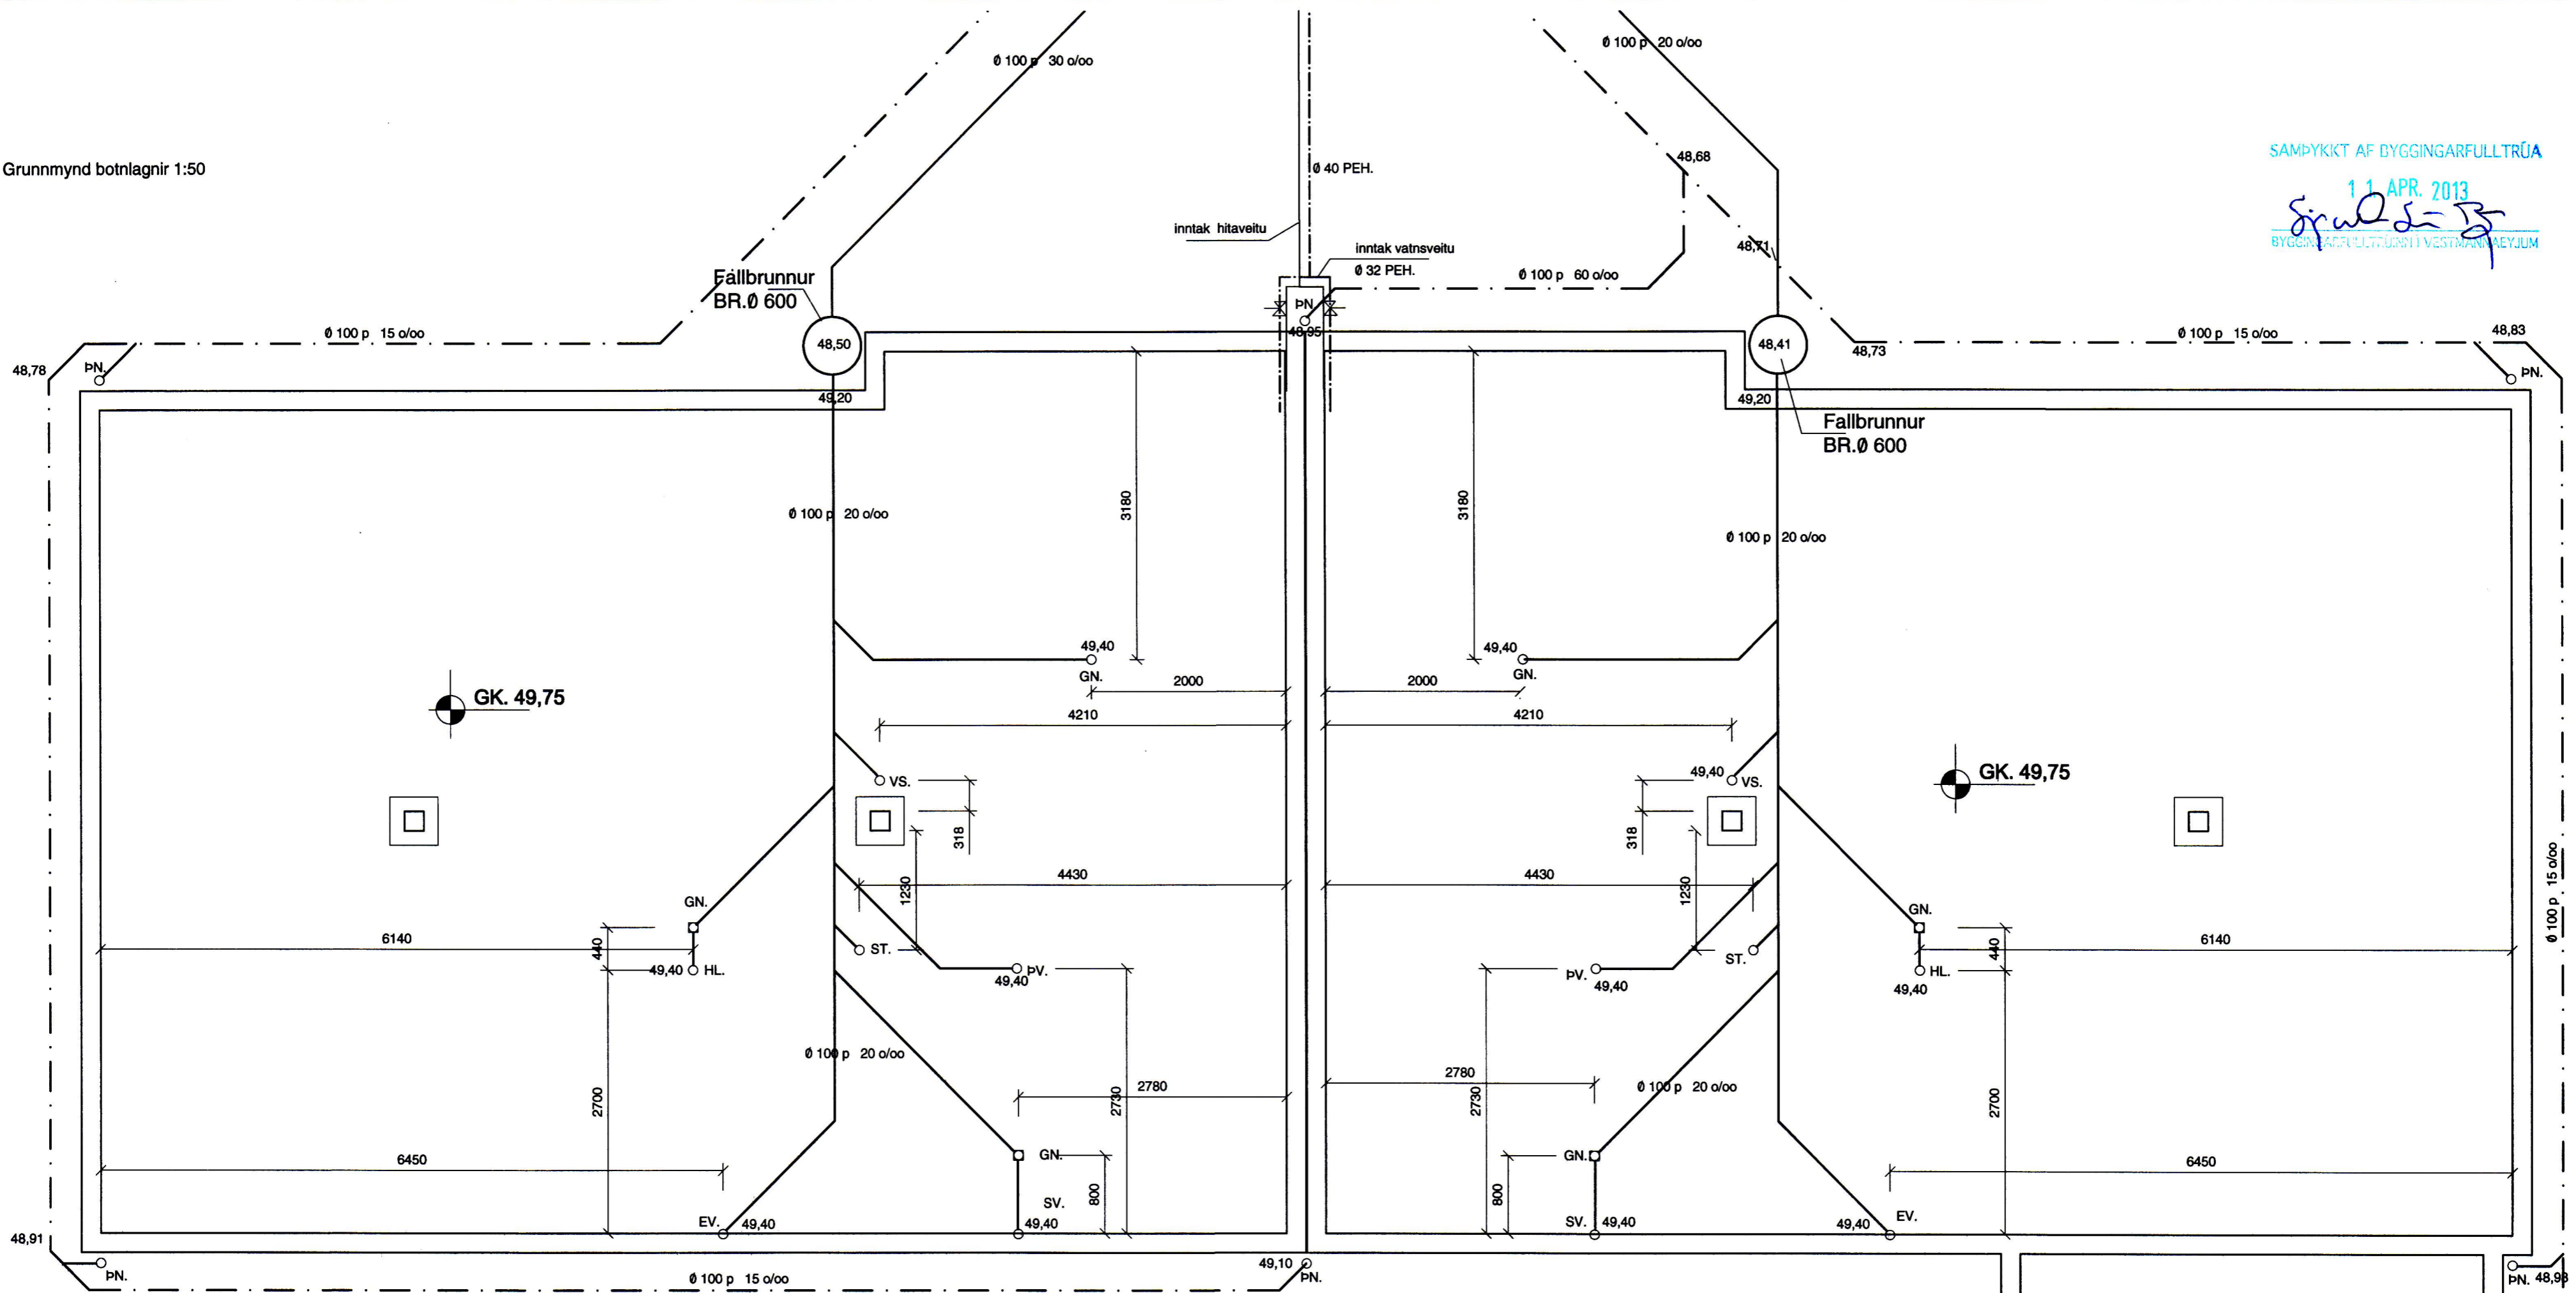 Ø 100 p 30 o/oo
Ø 100 p 20 o/oo
Grunnmynd botnlagnir 1:50
Ø 40 PEH.
48,68
SAMÞYKKT AF BYGGINGARFULLTRÚA
11 APR. 2013
BYGGINGARFULLTRÚINN Í VESTMANNAEYJUM
inntak hitaveitu
inntak vatnsveitu
Ø 32 PEH.
48,71
Fallbrunnur
BR.Ø 600
Ø 100 p 60 o/oo
ÞN.
48,95
Ø 100 p 15 o/oo
48,50
48,41
48,73
Ø 100 p 15 o/oo
48,83
48,78
ÞN.
ÞN.
49,20
49,20
Fallbrunnur
BR.Ø 600
3180
3180
Ø 100 p 20 o/oo
Ø 100 p 20 o/oo
49,40
GN.
49,40
GN.
2000
2000
GK. 49,75
4210
4210
VS.
49,40
VS.
GK. 49,75
318
318
4430
4430
1230
1230
Ø 100 p 15 o/oo
GN.
GN.
6140
440
49,40
HL.
ST.
ÞV.
49,40
ST.
ÞV.
49,40
HL.
49,40
440
6140
Ø 100 p 20 o/oo
2780
2780
Ø 100 p 20 o/oo
2700
2730
2730
2700
6450
GN.
GN.
6450
800
800
SV.
EV.
49,40
49,40
SV.
49,40
49,40
EV.
48,91
ÞN.
Ø 100 p 15 o/oo
49,10
ÞN.
ÞN.
48,98